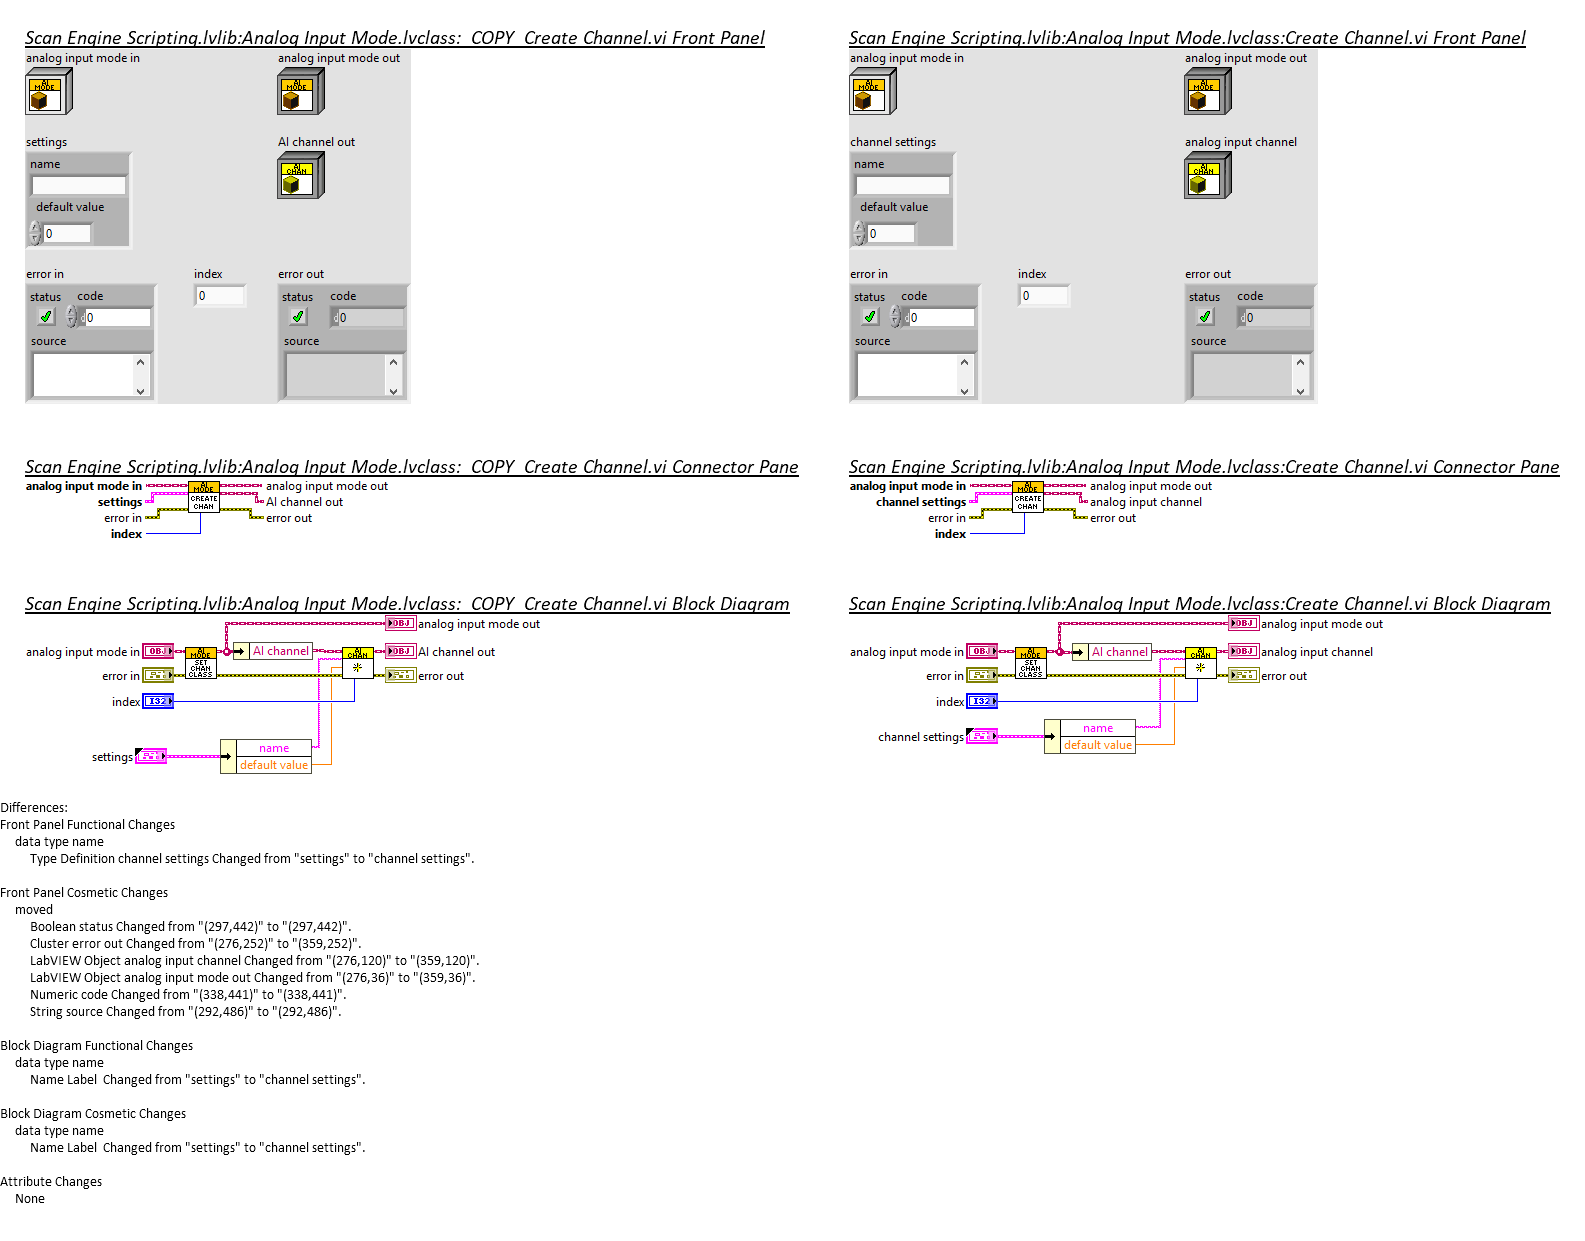 Scan Engine Scripting.lvlib:Analog Input Mode.lvclass:_COPY_Create Channel.vi Front Panel
analog input mode in
analog input mode out
AI
MODE
AI
MODE
settings
AI channel out
name
AI
CHAN
default value
0
error in
index
error out
status
code
0
status
code
d 0
d 0
source
source
Scan Engine Scripting.lvlib:Analog Input Mode.lvclass:Create Channel.vi Front Panel
analog input mode in
analog input mode out
AI
MODE
AI
MODE
channel settings
analog input channel
name
AI
CHAN
default value
0
error in
index
error out
status
code
0
status
code
d 0
d 0
source
source
Scan Engine Scripting.lvlib:Analog Input Mode.lvclass:_COPY_Create Channel.vi Connector Pane
analog input mode in
AI
MODE
analog input mode out
settings
CREATE
CHAN
AI channel out
error in
error out
index
Scan Engine Scripting.lvlib:Analog Input Mode.lvclass:Create Channel.vi Connector Pane
analog input mode in
AI
MODE
analog input mode out
channel settings
CREATE
CHAN
analog input channel
error in
error out
index
Scan Engine Scripting.lvlib:Analog Input Mode.lvclass:_COPY_Create Channel.vi Block Diagram
OBJ
analog input mode out
analog input mode in
OBJ
AI
MODE
SET
CHAN
CLASS
AI channel
AI
CHAN
OBJ
AI channel out
error in
error out
index
I32
name
settings
default value
Scan Engine Scripting.lvlib:Analog Input Mode.lvclass:Create Channel.vi Block Diagram
OBJ
analog input mode out
analog input mode in
OBJ
AI
MODE
SET
CHAN
CLASS
AI channel
AI
CHAN
OBJ
analog input channel
error in
error out
index
I32
name
channel settings
default value
Differences:
Front Panel Functional Changes
data type name
Type Definition channel settings Changed from "settings" to "channel settings".
Front Panel Cosmetic Changes
moved
Boolean status Changed from "(297,442)" to "(297,442)".
Cluster error out Changed from "(276,252)" to "(359,252)".
LabVIEW Object analog input channel Changed from "(276,120)" to "(359,120)".
LabVIEW Object analog input mode out Changed from "(276,36)" to "(359,36)".
Numeric code Changed from "(338,441)" to "(338,441)".
String source Changed from "(292,486)" to "(292,486)".
Block Diagram Functional Changes
data type name
Name Label  Changed from "settings" to "channel settings".
Block Diagram Cosmetic Changes
data type name
Name Label  Changed from "settings" to "channel settings".
Attribute Changes
None